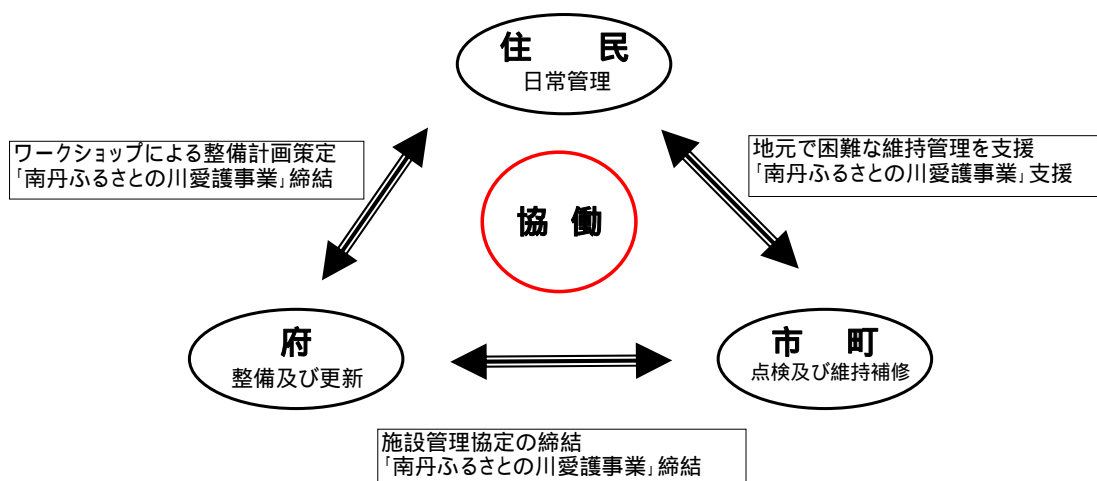 住　民
日常管理
ワークショップによる整備計画策定
「南丹ふるさとの川愛護事業」締結
地元で困難な維持管理を支援
「南丹ふるさとの川愛護事業」支援
協 働
府
整備及び更新
市　町
点検及び維持補修
施設管理協定の締結
「南丹ふるさとの川愛護事業」締結